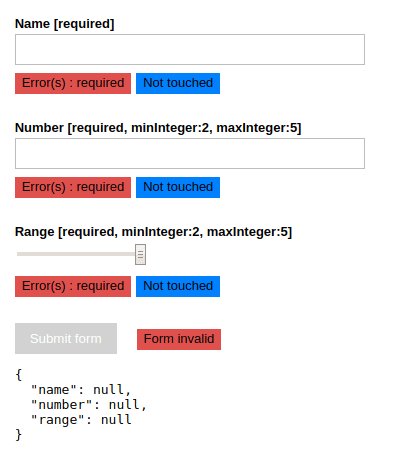 Name [required]
Error(s) : required Not touched
Number [required, minInteger:2, maxInteger:5]
Error(s) : required Not touched
Range [required, minInteger:2, maxInteger:5]
Error(s) : required Not touched
Submit form Form invalid
{
  "name": null,
  "number": null,
  "range": null
}